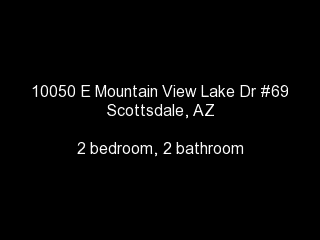 10050 E Mountain View Lake Dr #69
Scottsdale, AZ
2 bedroom, 2 bathroom